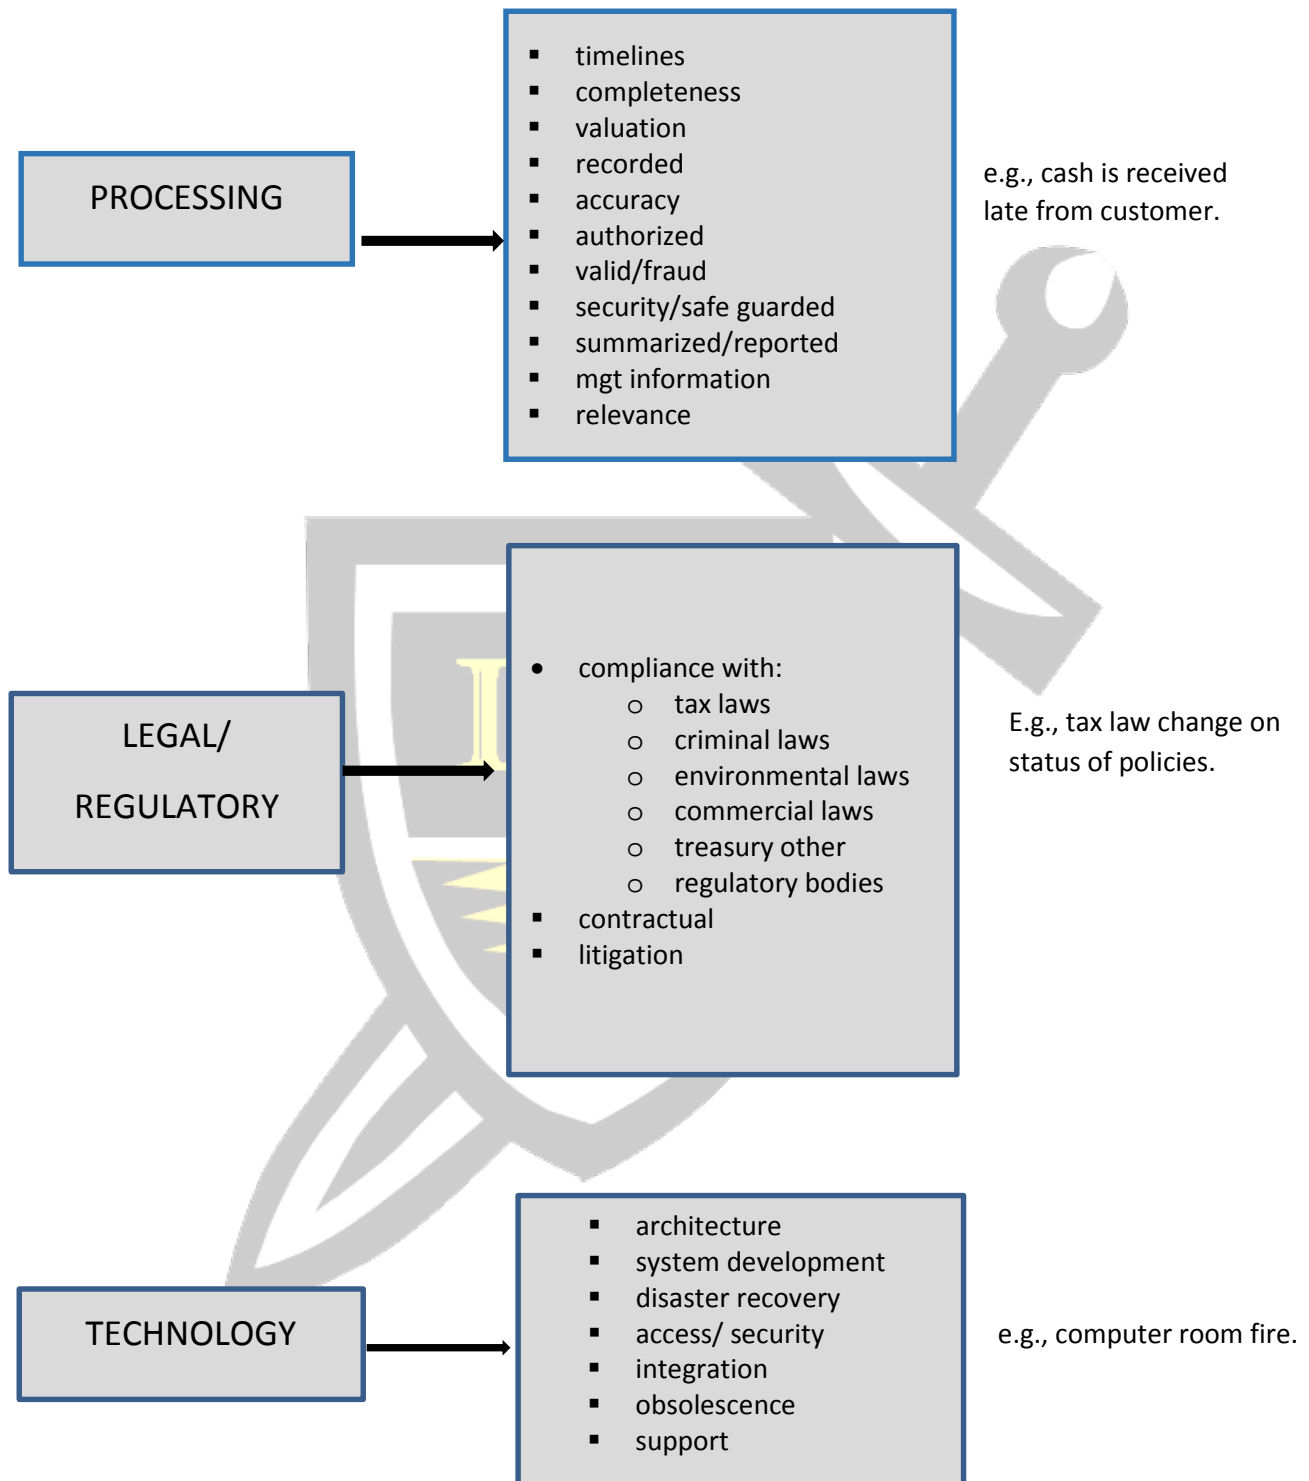 PROCESSING
▪ timelines
▪ completeness
▪ valuation
▪ recorded
▪ accuracy
▪ authorized
▪ valid/fraud
▪ security/safe guarded
▪ summarized/reported
▪ mgt information
▪ relevance
e.g., cash is received
late from customer.
LEGAL/
REGULATORY
• compliance with:
o tax laws
o criminal laws
o environmental laws
o commercial laws
o treasury other
o regulatory bodies
▪ contractual
▪ litigation
E.g., tax law change on
status of policies.
TECHNOLOGY
▪ architecture
▪ system development
▪ disaster recovery
▪ access/ security
▪ integration
▪ obsolescence
▪ support
e.g., computer room fire.